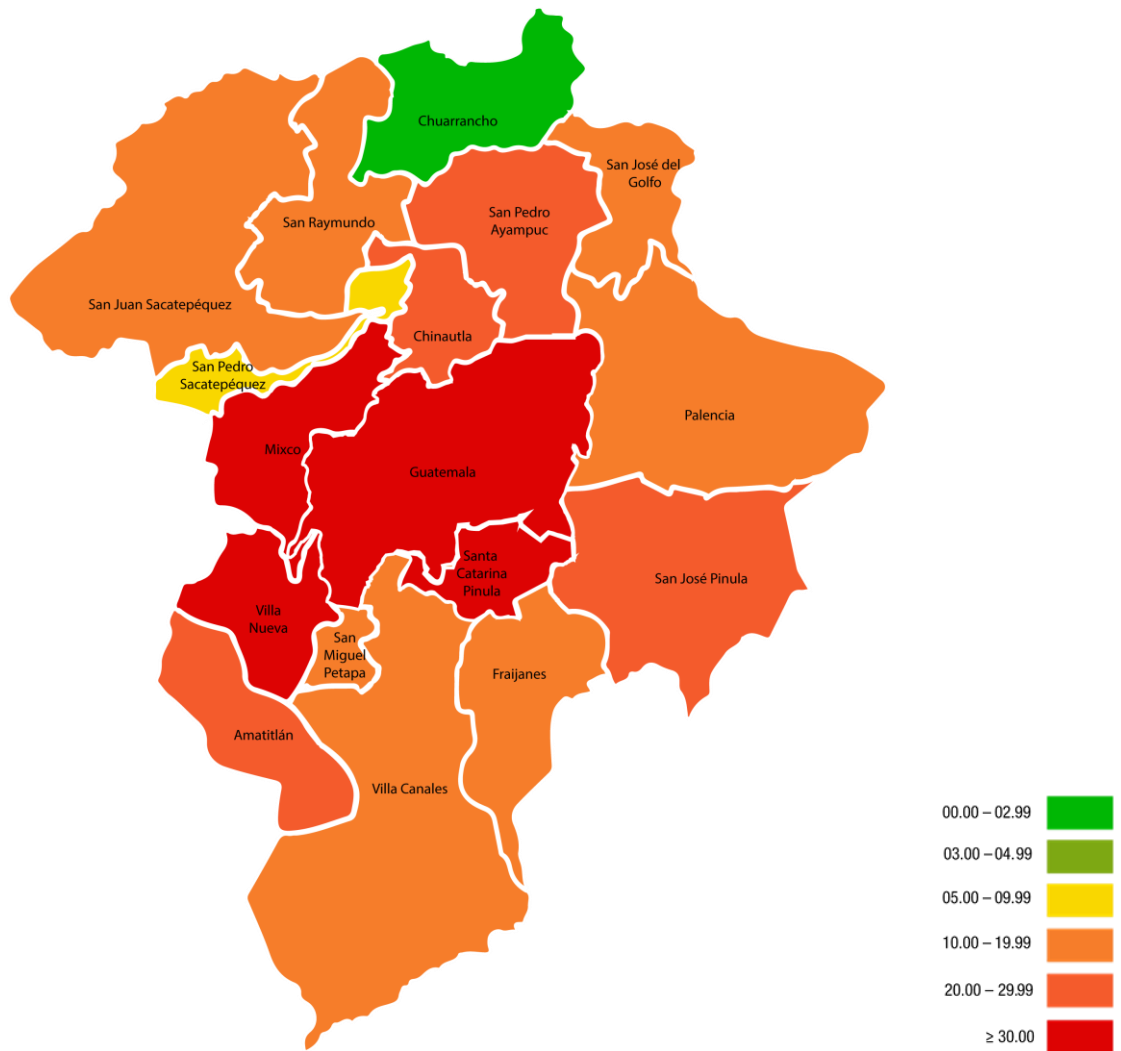 Chuarrancho
San José del
Golfo
San Pedro
Ayampuc
San Raymundo
San Juan Sacatepéquez
Chinautla
San Pedro
Sacatepéquez
Palencia
Mixco
Guatemala
Santa
Catarina
Pinula
San José Pinula
Villa
Nueva
San
Miguel
Petapa
Fraijanes
Amatitlán
Villa Canales
00.00 – 02.99
03.00 – 04.99
05.00 – 09.99
10.00 – 19.99
20.00 – 29.99
≥ 30.00